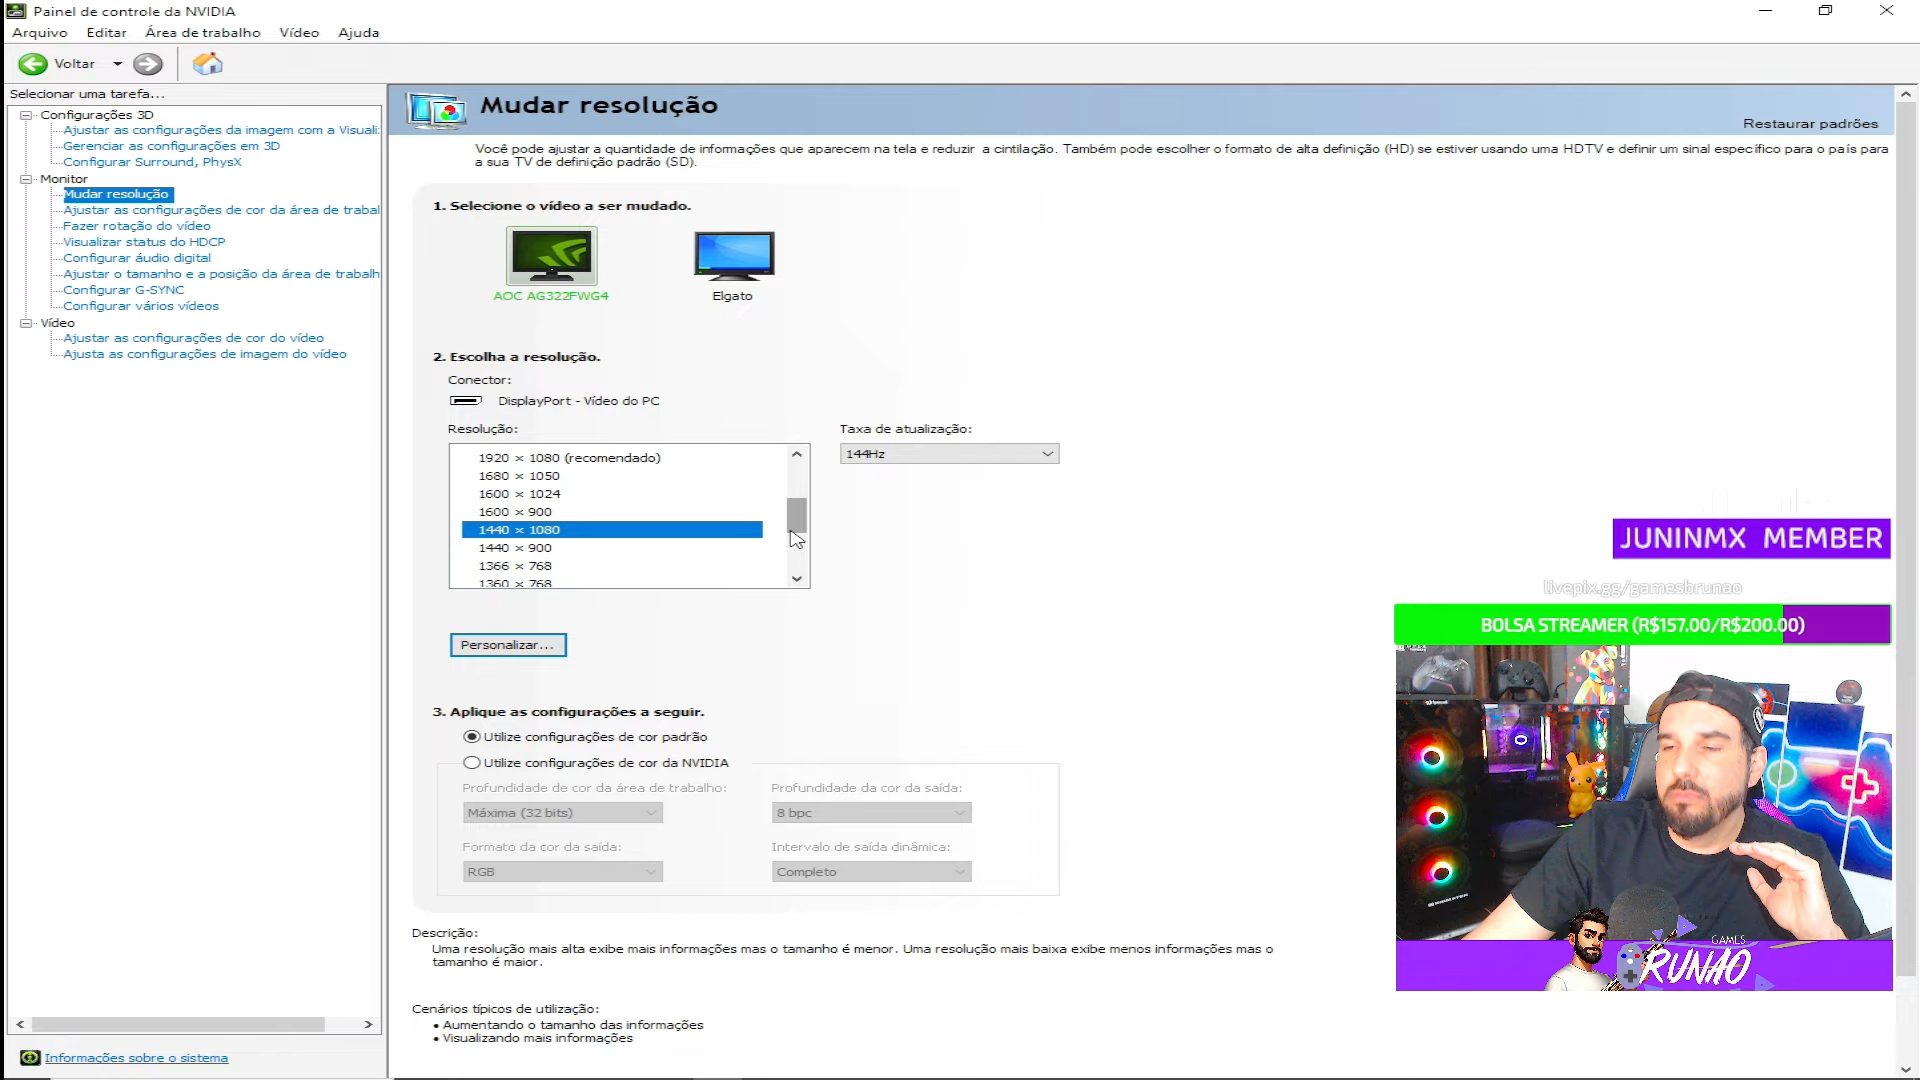 Painel de controle da NVIDIA
Arquivo Editar Área de trabalho Vídeo Ajuda
Voltar
Selecionar uma tarefa...
Configurações 3D
Ajustar as configurações da imagem com a Visuali
Gerenciar as configurações em 3D
Configurar Surround, PhysX
Monitor
Mudar resolução
Ajustar as configurações de cor da área de trabal
Fazer rotação do vídeo
Visualizar status do HDCP
Configurar áudio digital
Ajustar o tamanho e a posição da área de trabalh
Configurar G-SYNC
Configurar vários vídeos
Vídeo
Ajustar as configurações de cor do vídeo
Ajusta as configurações de imagem do vídeo
Informações sobre o sistema
Mudar resolução
Restaurar padrões
Você pode ajustar a quantidade de informações que aparecem na tela e reduzir a cintilação. Também pode escolher o formato de alta definição (HD) se estiver usando uma HDTV e definir um sinal específico para o país para
a sua TV de definição padrão (SD).
1. Selecione o vídeo a ser mudado.
AOC AG322FWG4
Elgato
2. Escolha a resolução.
Conector:
DisplayPort - Vídeo do PC
Resolução:
Taxa de atualização:
144Hz
1920 × 1080 (recomendado)
1680 × 1050
1600 × 1024
1600 × 900
1440 × 1080
1440 × 900
1366 × 768
1360 × 768
Personalizar...
3. Aplique as configurações a seguir.
Utilize configurações de cor padrão
Utilize configurações de cor da NVIDIA
Profundidade de cor da área de trabalho:
Profundidade da cor da saída:
Máxima (32 bits)
8 bpc
Formato da cor da saída:
Intervalo de saída dinâmica:
RGB
Completo
Descrição:
Uma resolução mais alta exibe mais informações mas o tamanho é menor. Uma resolução mais baixa exibe menos informações mas o
tamanho é maior.
Cenários típicos de utilização:
• Aumentando o tamanho das informações
• Visualizando mais informações
JUNINMX MEMBER
livepix.gg/gamesbrunao
BOLSA STREAMER (R$157.00/R$200.00)
GAMES
RUNAO